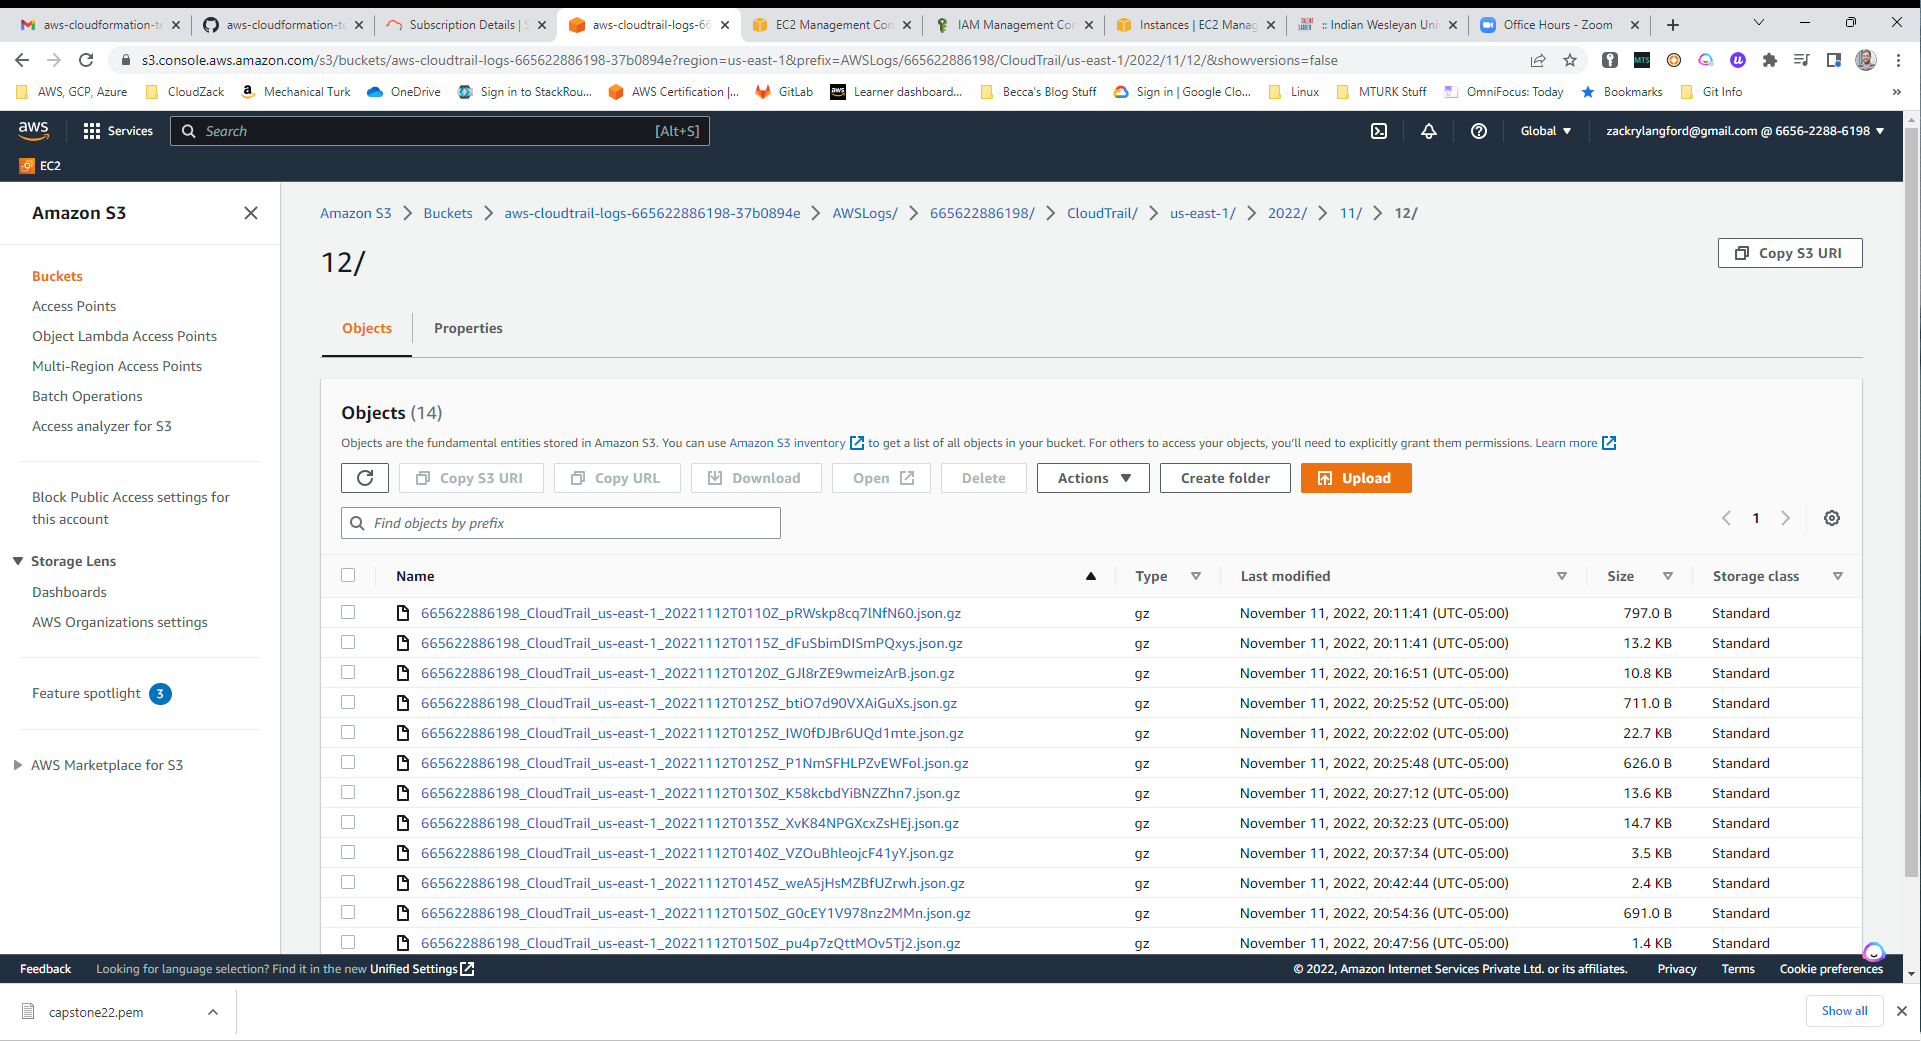 aws-cloudformation-te
aws-cloudformation-te
Subscription Details | S
aws-cloudtrail-logs-66
EC2 Management Con
IAM Management Con
Instances | EC2 Manag
:: Indian Wesleyan Uni
Office Hours - Zoom
s3.console.aws.amazon.com/s3/buckets/aws-cloudtrail-logs-665622886198-37b0894e?region=us-east-1&prefix=AWSLogs/665622886198/CloudTrail/us-east-1/2022/11/12/&showversions=false
AWS, GCP, Azure CloudZack Mechanical Turk OneDrive Sign in to StackRou... AWS Certification |... GitLab Learner dashboard... Becca's Blog Stuff Sign in | Google Clo... Linux MTURK Stuff OmniFocus: Today Bookmarks Git Info »
aws Services Search [Alt+S] Global zackrylangford@gmail.com @ 6656-2288-6198
EC2
Amazon S3
Buckets
Access Points
Object Lambda Access Points
Multi-Region Access Points
Batch Operations
Access analyzer for S3
Block Public Access settings for
this account
Storage Lens
Dashboards
AWS Organizations settings
Feature spotlight 3
AWS Marketplace for S3
Amazon S3 > Buckets > aws-cloudtrail-logs-665622886198-37b0894e > AWSLogs/ > 665622886198/ > CloudTrail/ > us-east-1/ > 2022/ > 11/ > 12/
12/
Copy S3 URI
Objects Properties
Objects (14)
Objects are the fundamental entities stored in Amazon S3. You can use Amazon S3 inventory to get a list of all objects in your bucket. For others to access your objects, you'll need to explicitly grant them permissions. Learn more
Copy S3 URI Copy URL Download Open Delete Actions Create folder Upload
Find objects by prefix
1
Name Type Last modified Size Storage class
665622886198_CloudTrail_us-east-1_20221112T0110Z_pRWskp8cq7lNfN60.json.gz gz November 11, 2022, 20:11:41 (UTC-05:00) 797.0 B Standard
665622886198_CloudTrail_us-east-1_20221112T0115Z_dFuSbimDISmPQxys.json.gz gz November 11, 2022, 20:11:41 (UTC-05:00) 13.2 KB Standard
665622886198_CloudTrail_us-east-1_20221112T0120Z_GJl8rZE9wmeizArB.json.gz gz November 11, 2022, 20:16:51 (UTC-05:00) 10.8 KB Standard
665622886198_CloudTrail_us-east-1_20221112T0125Z_btiO7d90VXAiGuXs.json.gz gz November 11, 2022, 20:25:52 (UTC-05:00) 711.0 B Standard
665622886198_CloudTrail_us-east-1_20221112T0125Z_IW0fDJBr6UQd1mte.json.gz gz November 11, 2022, 20:22:02 (UTC-05:00) 22.7 KB Standard
665622886198_CloudTrail_us-east-1_20221112T0125Z_P1NmSFHLPZvEWFol.json.gz gz November 11, 2022, 20:25:48 (UTC-05:00) 626.0 B Standard
665622886198_CloudTrail_us-east-1_20221112T0130Z_K58kcbdYiBNZZhn7.json.gz gz November 11, 2022, 20:27:12 (UTC-05:00) 13.6 KB Standard
665622886198_CloudTrail_us-east-1_20221112T0135Z_XvK84NPGXcxZsHEj.json.gz gz November 11, 2022, 20:32:23 (UTC-05:00) 14.7 KB Standard
665622886198_CloudTrail_us-east-1_20221112T0140Z_VZOuBhleojcF41yY.json.gz gz November 11, 2022, 20:37:34 (UTC-05:00) 3.5 KB Standard
665622886198_CloudTrail_us-east-1_20221112T0145Z_weA5jHsMZBfUZrwh.json.gz gz November 11, 2022, 20:42:44 (UTC-05:00) 2.4 KB Standard
665622886198_CloudTrail_us-east-1_20221112T0150Z_G0cEY1V978nz2MMn.json.gz gz November 11, 2022, 20:54:36 (UTC-05:00) 691.0 B Standard
665622886198_CloudTrail_us-east-1_20221112T0150Z_pu4p7zQttMOv5Tj2.json.gz gz November 11, 2022, 20:47:56 (UTC-05:00) 1.4 KB Standard
Feedback Looking for language selection? Find it in the new Unified Settings © 2022, Amazon Internet Services Private Ltd. or its affiliates. Privacy Terms Cookie preferences
capstone22.pem Show all